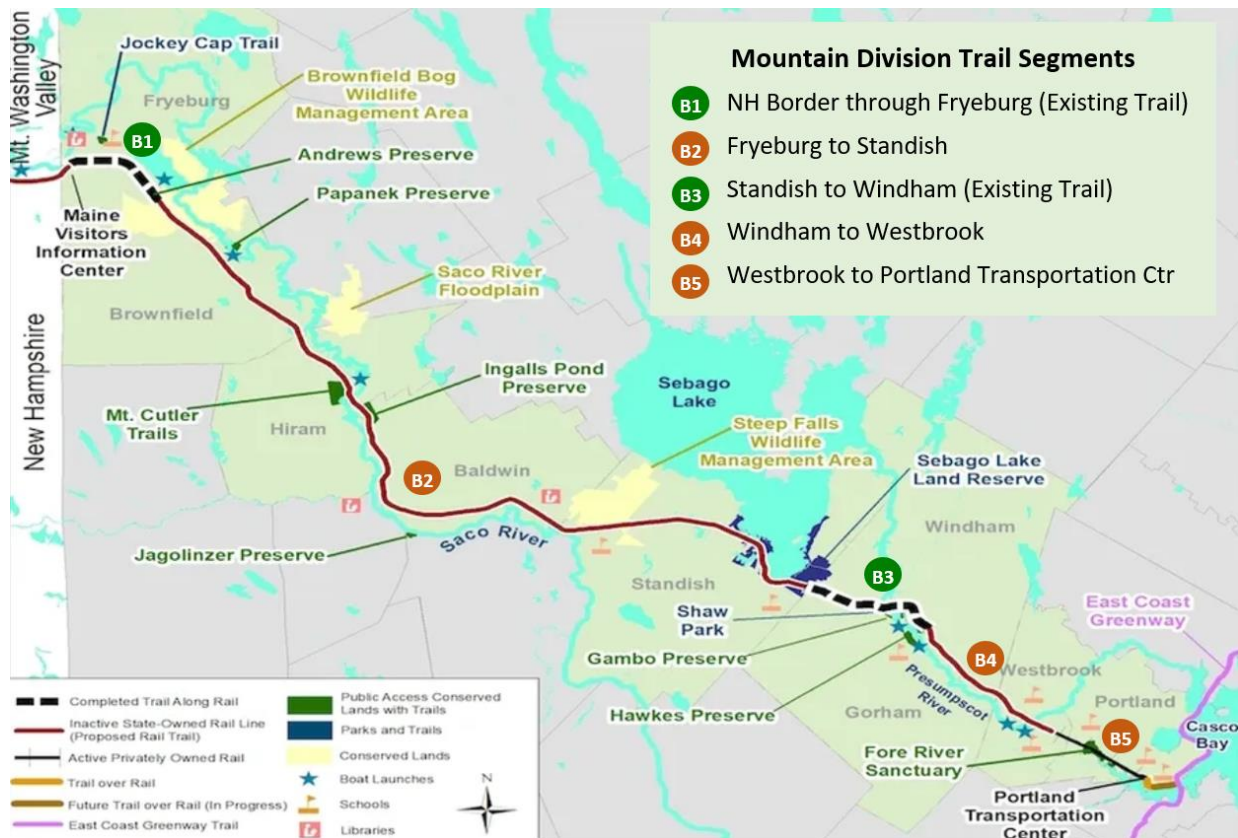 Mt. Washington
Valley
New Hampshire
Jockey Cap Trail
Brownfield Bog
Wildlife
Management Area
Fryeburg
B1
Andrews Preserve
Papanek Preserve
Maine
Visitors
Information
Center
Saco River
Floodplain
Brownfield
Ingalls Pond
Preserve
Mt. Cutler
Trails
Hiram
Sebago
Lake
Steep Falls
Wildlife
Management Area
Baldwin
B2
Sebago Lake
Land Reserve
Windham
Jagolinzer Preserve
Saco River
Standish
B3
Shaw
Park
East Coast
Greenway
Gambo Preserve
B4
Westbrook
Presumpscot
River
Portland
Hawkes Preserve
Gorham
Casco
Bay
B5
Fore River
Sanctuary
Portland
Transportation
Center
Mountain Division Trail Segments
B1 NH Border through Fryeburg (Existing Trail)
B2 Fryeburg to Standish
B3 Standish to Windham (Existing Trail)
B4 Windham to Westbrook
B5 Westbrook to Portland Transportation Ctr
Completed Trail Along Rail
Inactive State-Owned Rail Line
(Proposed Rail Trail)
Active Privately Owned Rail
Trail over Rail
Future Trail over Rail (In Progress)
East Coast Greenway Trail
Public Access Conserved
Lands with Trails
Parks and Trails
Conserved Lands
Boat Launches
Schools
Libraries
N